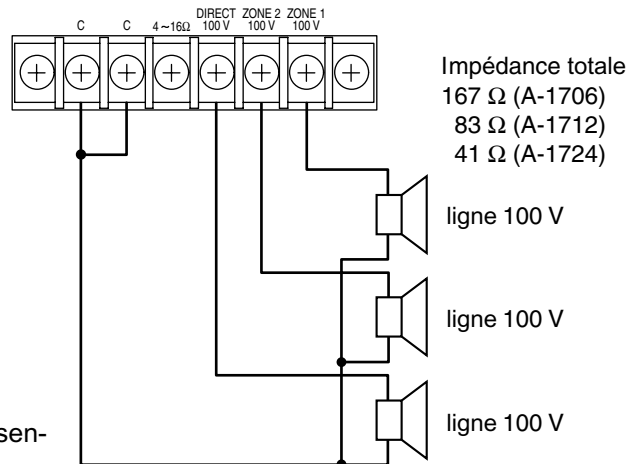 C C 4~16Ω DIRECT 100 V ZONE 2 100 V ZONE 1 100 V
Impédance totale
167 Ω (A-1706)
83 Ω (A-1712)
41 Ω (A-1724)
ligne 100 V
ligne 100 V
ligne 100 V
sen-